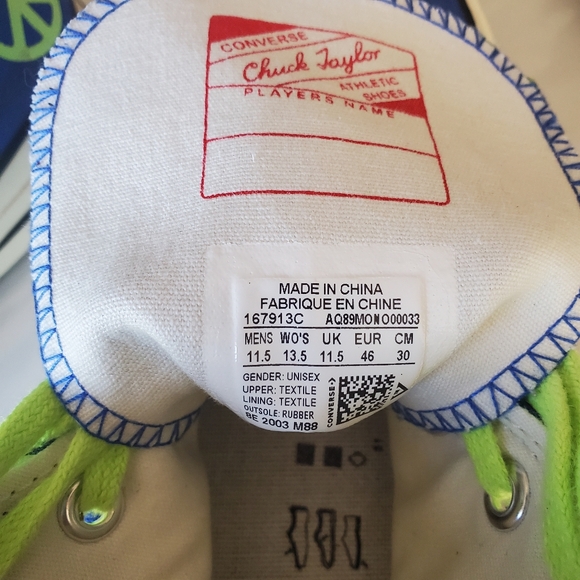 CONVERSE
Chuck Taylor
ATHLETIC
SHOES
PLAYERS NAME
MADE IN CHINA
FABRIQUE EN CHINE
167913C AQ89MONO00033
MENS WO'S UK EUR CM
11.5 13.5 11.5 46 30
GENDER: UNISEX
UPPER: TEXTILE
LINING: TEXTILE
OUTSOLE: RUBBER
BE 2003 M88
CONVERSE